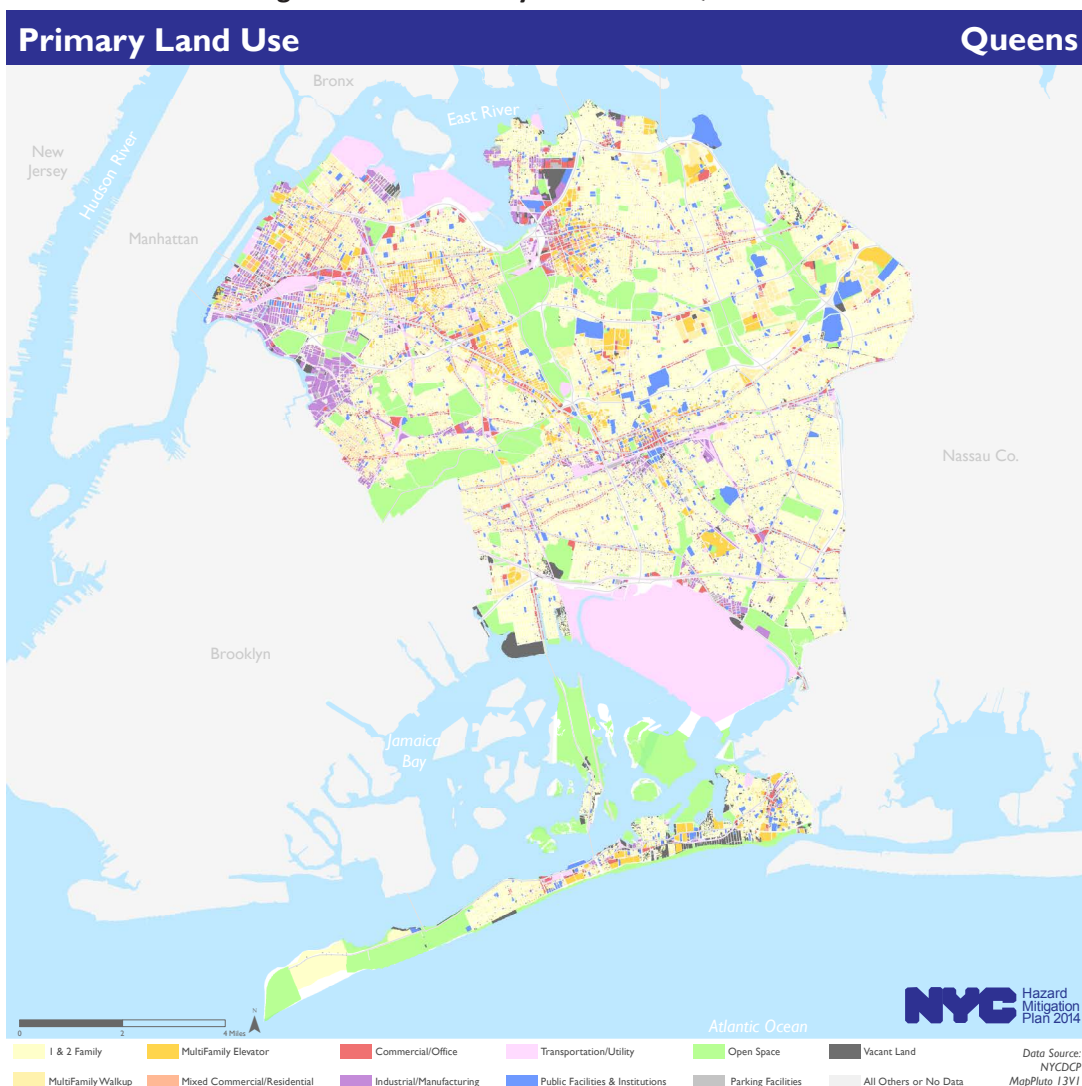 Primary Land Use
Queens
Bronx
East River
New
Jersey
Hudson River
Manhattan
Nassau Co.
Brooklyn
Jamaica
Bay
Atlantic Ocean
N
0 2 4 Miles
NYC Hazard
Mitigation
Plan 2014
1 & 2 Family
MultiFamily Elevator
Commercial/Office
Transportation/Utility
Open Space
Vacant Land
MultiFamily Walkup
Mixed Commercial/Residential
Industrial/Manufacturing
Public Facilities & Institutions
Parking Facilities
All Others or No Data
Data Source:
NYCDCP
MapPluto 13V1